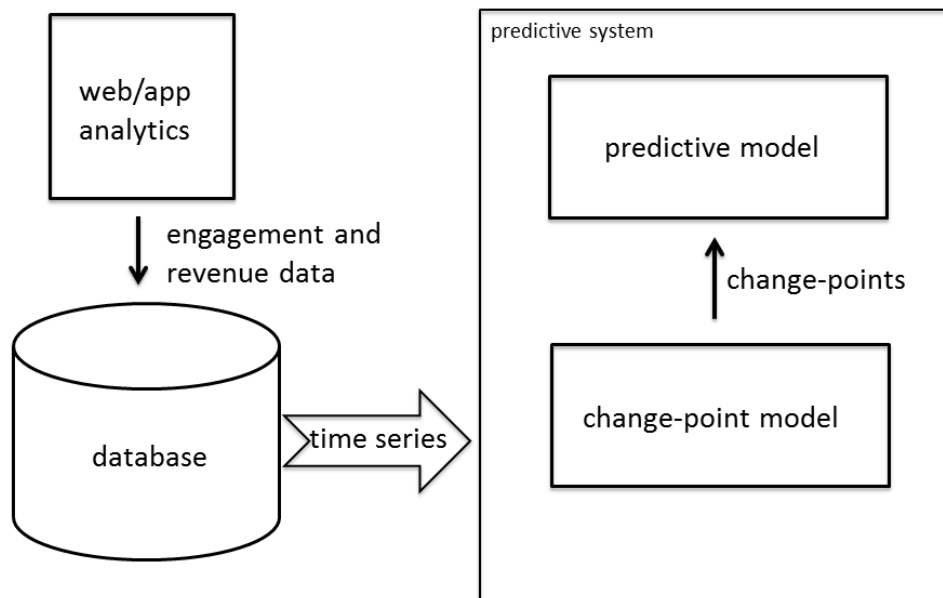 web/app
analytics
engagement and
revenue data
database
time series
predictive system
predictive model
change-points
change-point model